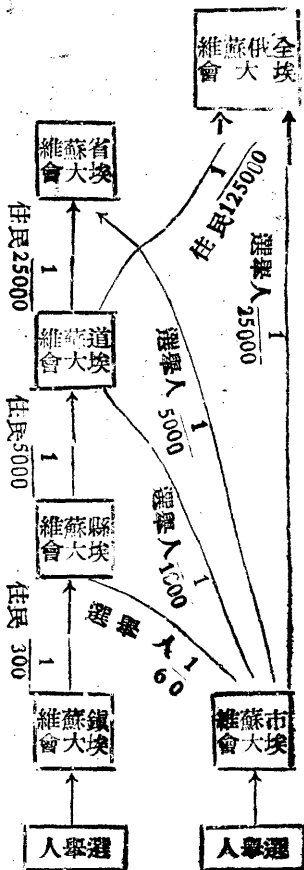 全俄蘇維
埃大會
省蘇維
埃大會
住民 1/125000
選舉人 1/25000
住民 1/25000
道蘇維
埃大會
選舉人 1/5000
住民 1/5000
選舉人 1/1000
縣蘇維
埃大會
選舉人 1/60
住民 1/300
鎮蘇維
埃大會
市蘇維
埃大會
選舉人
選舉人